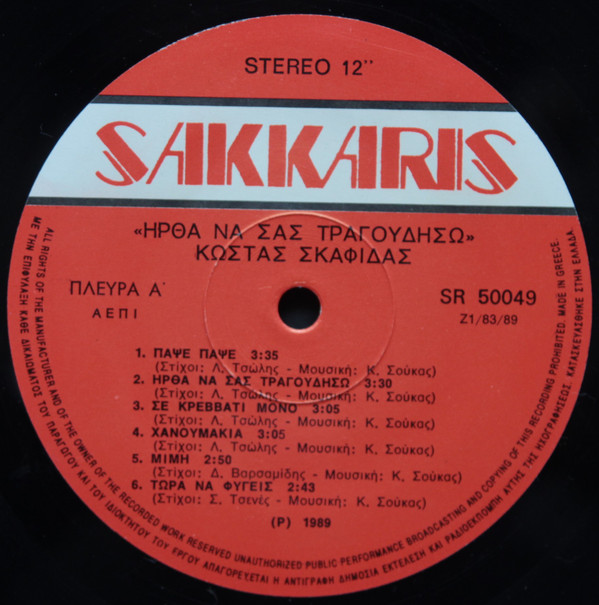 STEREO 12''
SAKKARIS
«ΗΡΘΑ ΝΑ ΣΑΣ ΤΡΑΓΟΥΔΗΣΩ»
ΚΩΣΤΑΣ ΣΚΑΦΙΔΑΣ
ΠΛΕΥΡΑ Α'
ΑΕΠΙ
SR 50049
Z1/83/89
1. ΠΑΨΕ ΠΑΨΕ 3:35
(Στίχοι: Λ. Τσώλης - Μουσική: Κ. Σούκας)
2. ΗΡΘΑ ΝΑ ΣΑΣ ΤΡΑΓΟΥΔΗΣΩ 3:30
(Στίχοι: Λ. Τσώλης - Μουσική: Κ. Σούκας)
3. ΣΕ ΚΡΕΒΒΑΤΙ ΜΟΝΟ 3:05
(Στίχοι: Λ. Τσώλης - Μουσική: Κ. Σούκας)
4. ΧΑΝΟΥΜΑΚΙΑ 3:05
(Στίχοι: Λ. Τσώλης - Μουσική: Κ. Σούκας)
5. ΜΙΜΗ 2:50
(Στίχοι: Δ. Βαρσαμίδης - Μουσική: Κ. Σούκας)
6. ΤΩΡΑ ΝΑ ΦΥΓΕΙΣ 2:43
(Στίχοι: Σ. Τσενές - Μουσική: Κ. Σούκας)
(P) 1989
ALL RIGHTS OF THE MANUFACTURER AND OF THE OWNER OF THE RECORDED WORK RESERVED UNAUTHORIZED PUBLIC PERFORMANCE BROADCASTING AND COPYING OF THIS RECORDING PROHIBITED. MADE IN GREECE.
ΜΕ ΤΗΝ ΕΠΙΦΥΛΑΞΗ ΚΑΘΕ ΔΙΚΑΙΩΜΑΤΟΣ ΤΟΥ ΠΑΡΑΓΩΓΟΥ ΚΑΙ ΤΟΥ ΙΔΙΟΚΤΗΤΟΥ ΤΟΥ ΕΡΓΟΥ ΑΠΑΓΟΡΕΥΕΤΑΙ Η ΑΝΤΙΓΡΑΦΗ ΔΗΜΟΣΙΑ ΕΚΤΕΛΕΣΗ ΚΑΙ ΡΑΔΙΟΕΚΠΟΜΠΗ ΑΥΤΗΣ ΤΗΣ ΗΧΟΓΡΑΦΗΣΕΩΣ. ΚΑΤΑΣΚΕΥΑΣΘΗΚΕ ΣΤΗΝ ΕΛΛΑΔΑ.